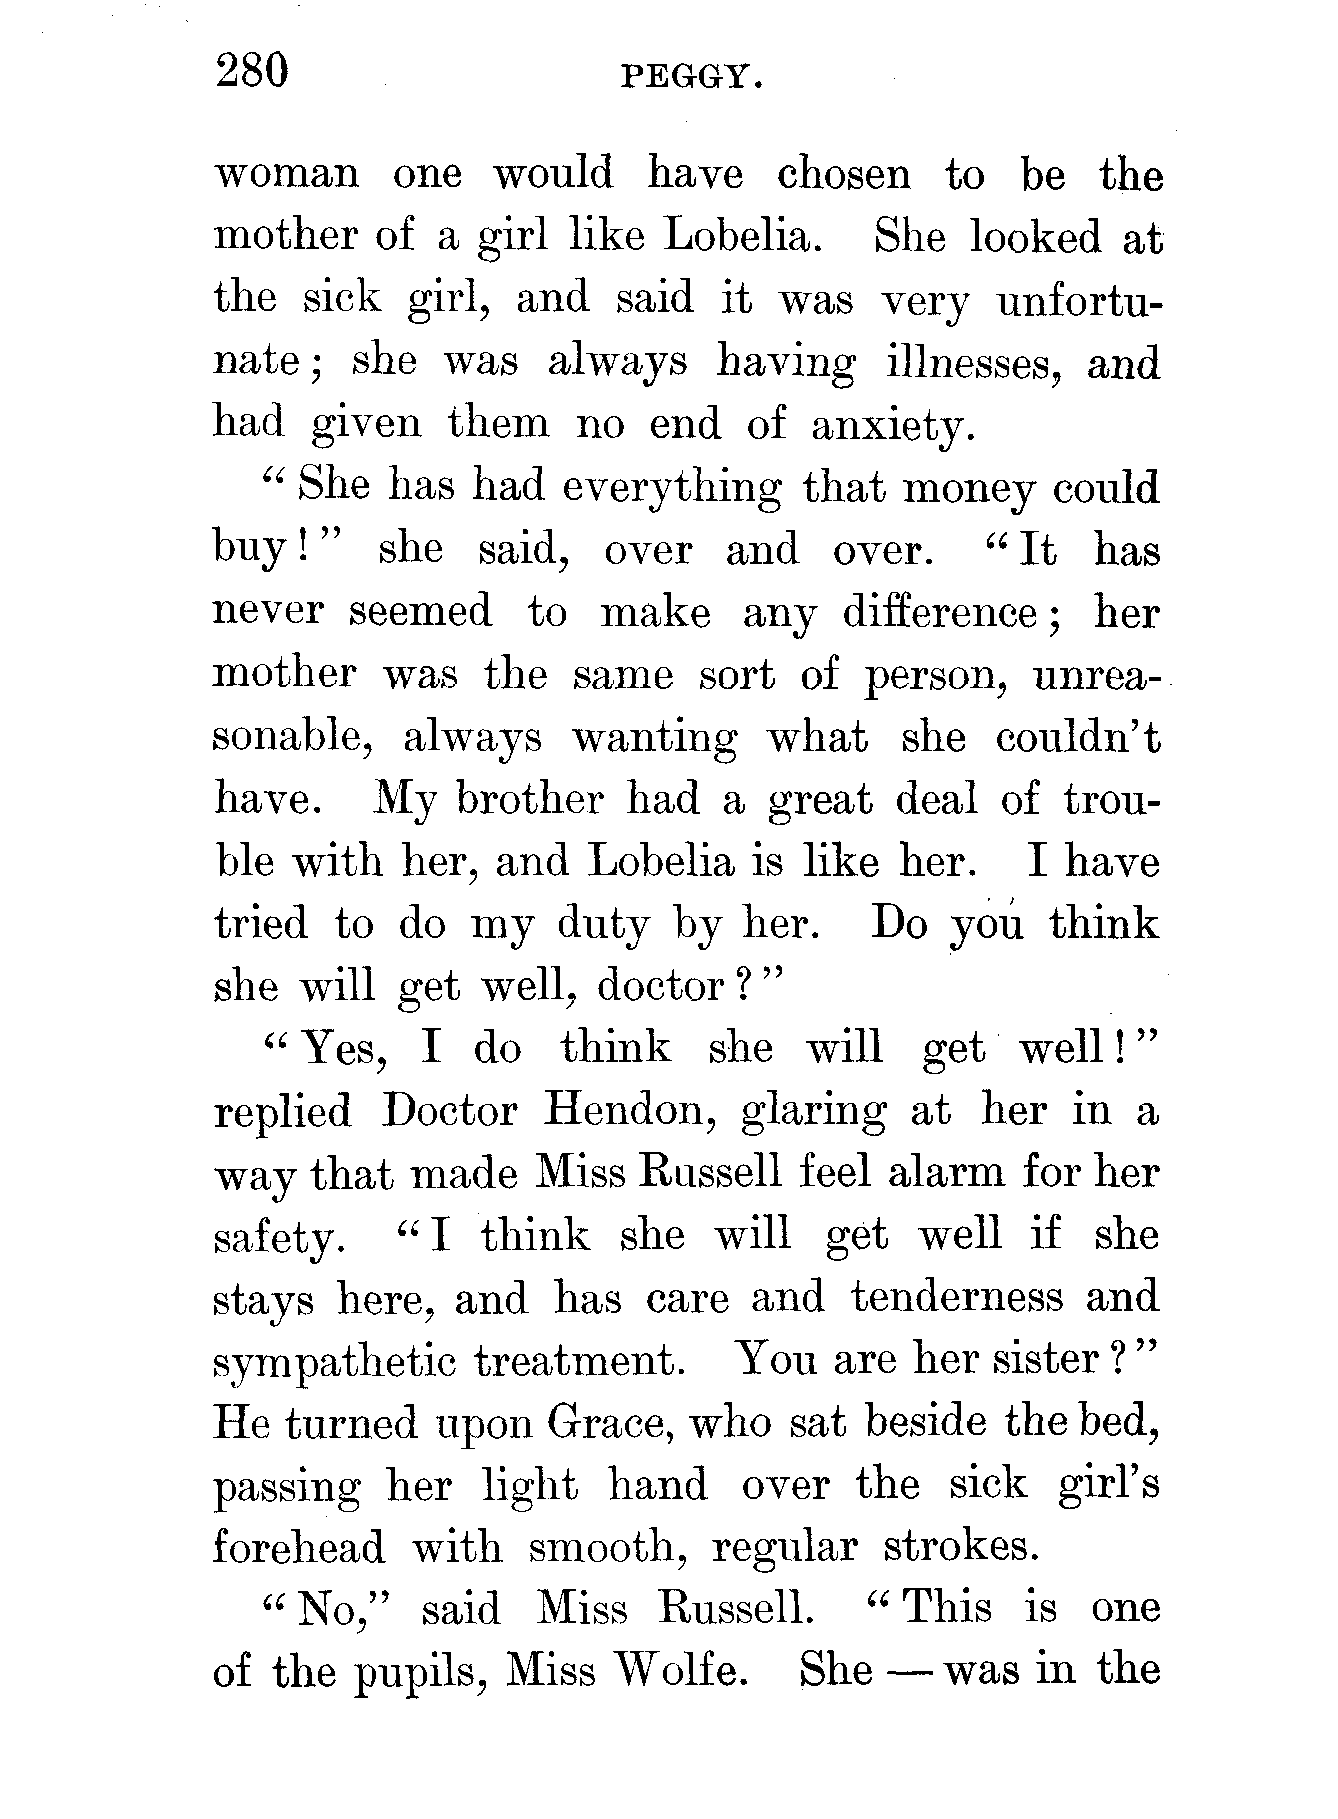 280 PEGGY.
woman one would have chosen to be the
mother of a girl like Lobelia. She looked at
the sick girl, and said it was very unfortu-
nate; she was always having illnesses, and
had given them no end of anxiety.
"She has had everything that money could
buy!" she said, over and over. "It has
never seemed to make any difference; her
mother was the same sort of person, unrea-
sonable, always wanting what she couldn't
have. My brother had a great deal of trou-
ble with her, and Lobelia is like her. I have
tried to do my duty by her. Do you think
she will get well, doctor?"
"Yes, I do think she will get well!"
replied Doctor Hendon, glaring at her in a
way that made Miss Russell feel alarm for her
safety. "I think she will get well if she
stays here, and has care and tenderness and
sympathetic treatment. You are her sister?"
He turned upon Grace, who sat beside the bed,
passing her light hand over the sick girl's
forehead with smooth, regular strokes.
"No," said Miss Russell. "This is one
of the pupils, Miss Wolfe. She — was in the